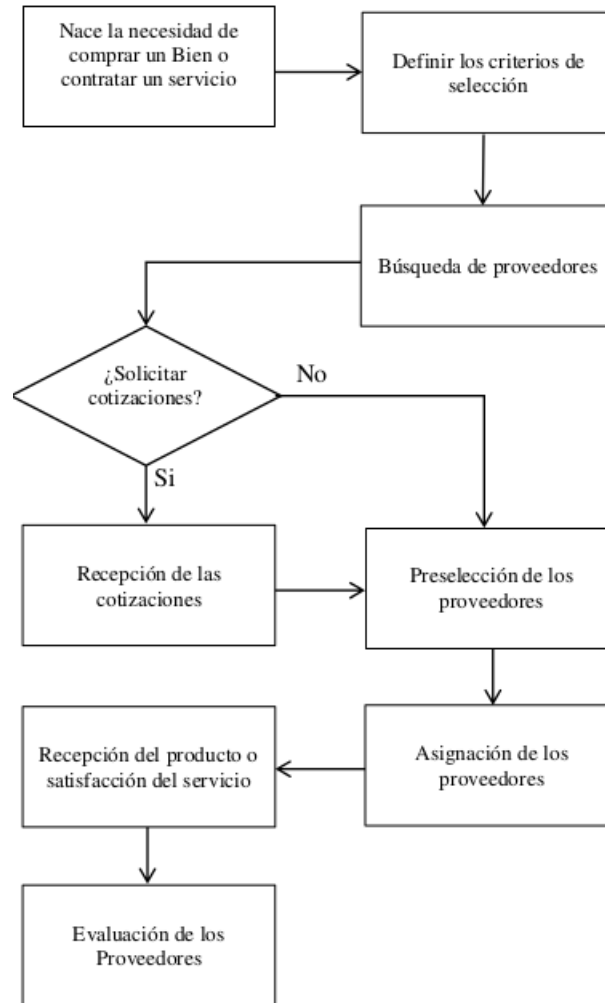 Nace la necesidad de
comprar un Bien o
contratar un servicio
Definir los criterios de
selección
Búsqueda de proveedores
¿Solicitar
cotizaciones?
No
Si
Recepción de las
cotizaciones
Preselección de los
proveedores
Recepción del producto o
satisfacción del servicio
Asignación de los
proveedores
Evaluación de los
Proveedores